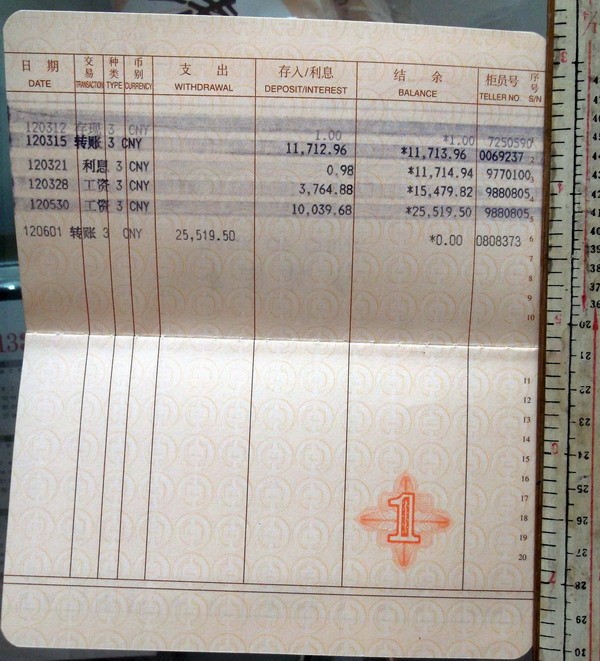 日 期 交易 种类 币别 支 出 存入/利息 结 余 柜员号 序号
DATE TRANSACTION TYPE CURRENCY WITHDRAWAL DEPOSIT/INTEREST BALANCE TELLER NO. S/N
120312 存现 3 CNY 1.00 *1.00 7250590
120315 转账 3 CNY 11,712.96 *11,713.96 0069237 2
120321 利息 3 CNY 0.98 *11,714.94 9770100
120328 工资 3 CNY 3,764.88 *15,479.82 9880805
120530 工资 3 CNY 10,039.68 *25,519.50 9880805 5
120601 转账 3 CNY 25,519.50 *0.00 0808373 6
7
8
9
10
11
12
13
14
15
16
17
18
19
20
1